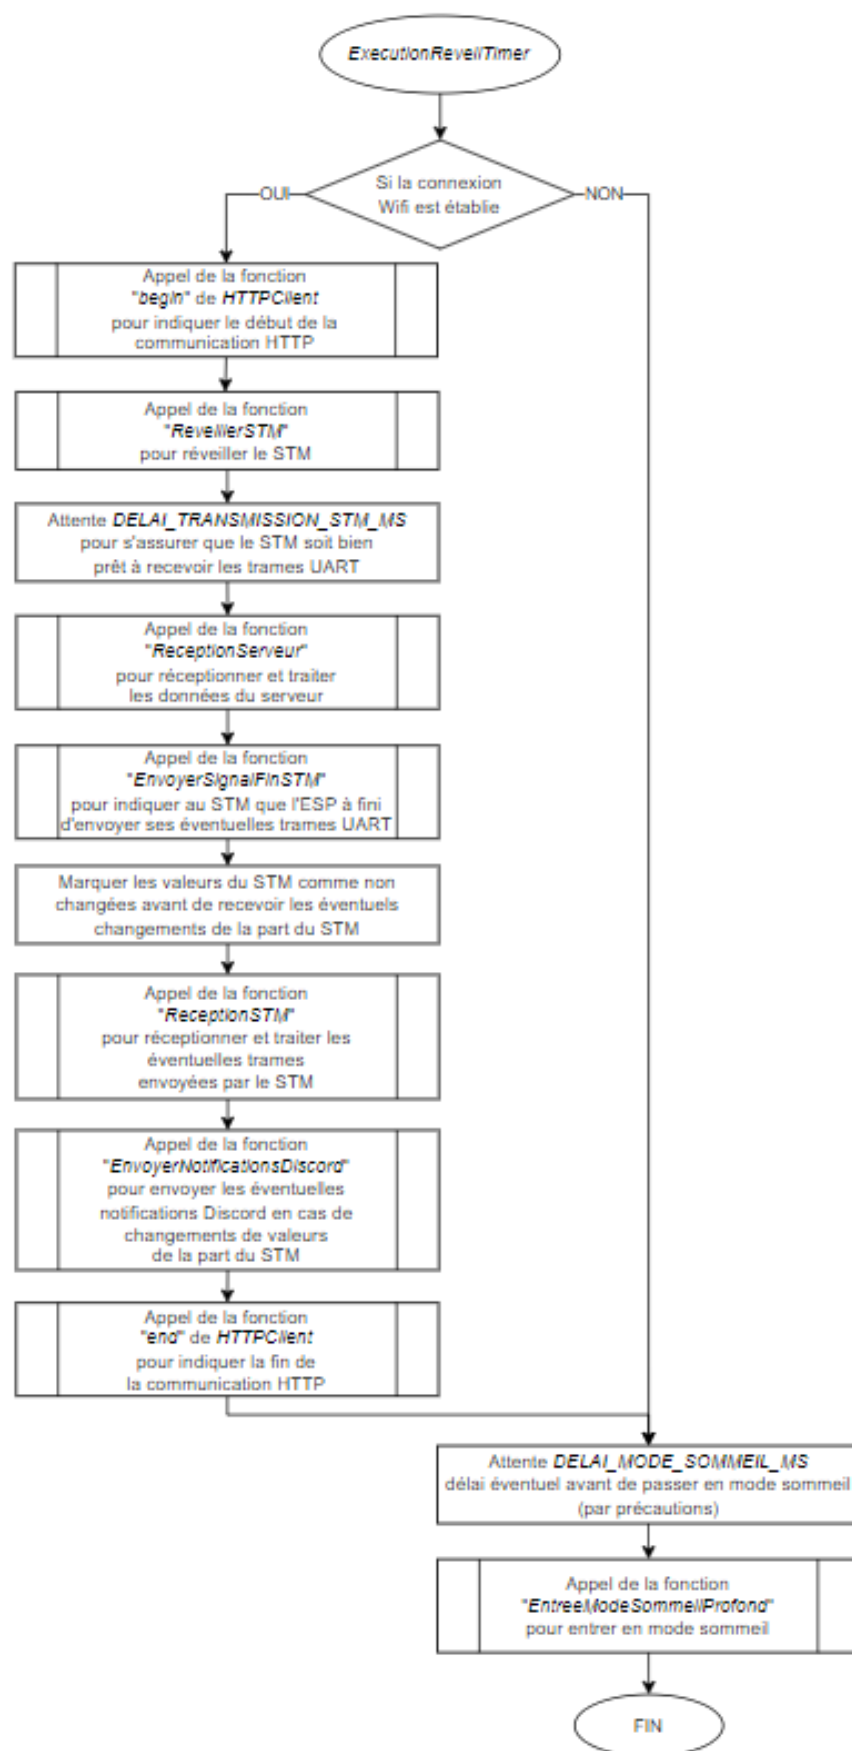 ExecutionReveilTimer
Si la connexion
Wifi est établie
OUI
NON
Appel de la fonction
"begin" de HTTPClient
pour indiquer le début de la
communication HTTP
Appel de la fonction
"ReveillerSTM"
pour réveiller le STM
Attente DELAI_TRANSMISSION_STM_MS
pour s'assurer que le STM soit bien
prêt à recevoir les trames UART
Appel de la fonction
"ReceptionServeur"
pour réceptionner et traiter
les données du serveur
Appel de la fonction
"EnvoyerSignalFinSTM"
pour indiquer au STM que l'ESP à fini
d'envoyer ses éventuelles trames UART
Marquer les valeurs du STM comme non
changées avant de recevoir les éventuels
changements de la part du STM
Appel de la fonction
"ReceptionSTM"
pour réceptionner et traiter les
éventuelles trames
envoyées par le STM
Appel de la fonction
"EnvoyerNotificationsDiscord"
pour envoyer les éventuelles
notifications Discord en cas de
changements de valeurs
de la part du STM
Appel de la fonction
"end" de HTTPClient
pour indiquer la fin de
la communication HTTP
Attente DELAI_MODE_SOMMEIL_MS
délai éventuel avant de passer en mode sommeil
(par précautions)
Appel de la fonction
"EntreeModeSommeilProfond"
pour entrer en mode sommeil
FIN